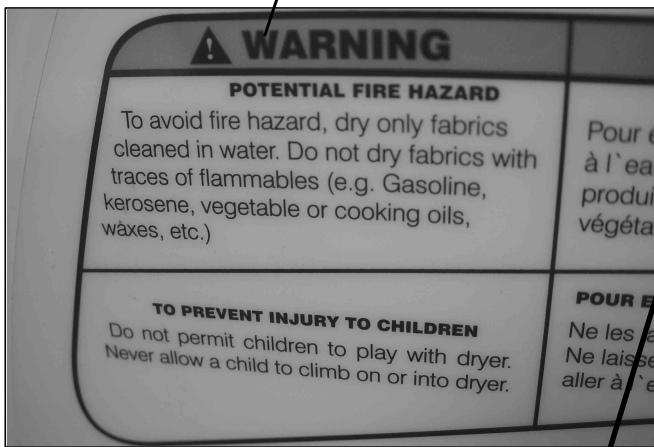 WARNING
POTENTIAL FIRE HAZARD
To avoid fire hazard, dry only fabrics
cleaned in water. Do not dry fabrics with
traces of flammables (e.g. Gasoline,
kerosene, vegetable or cooking oils,
waxes, etc.)
TO PREVENT INJURY TO CHILDREN
Do not permit children to play with dryer.
Never allow a child to climb on or into dryer.
Pour
à l`ea
produi
végéta
POUR E
Ne les
Ne laisse
aller à